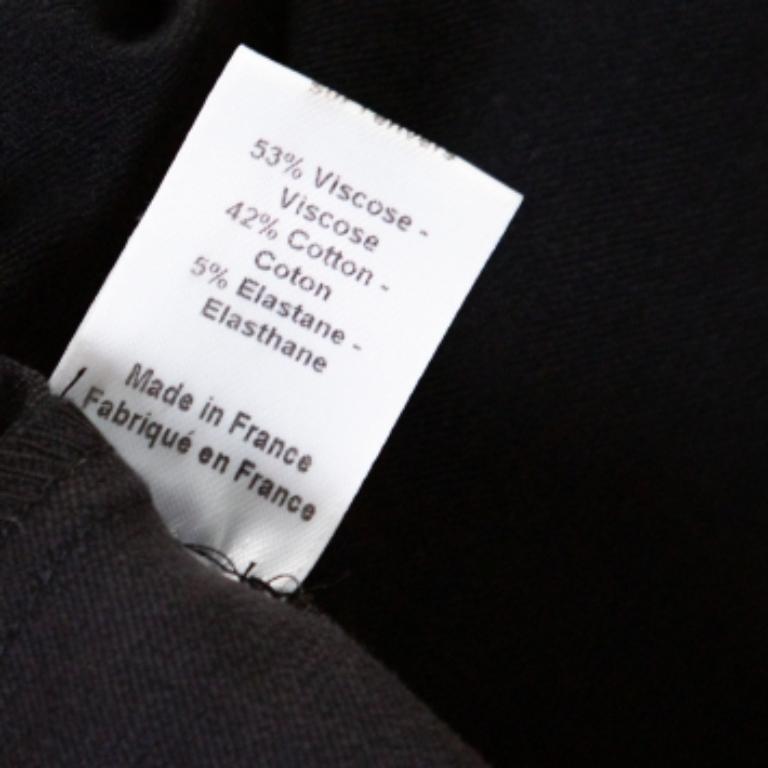 53% Viscose -
Viscose
42% Cotton -
Coton
5% Elastane -
Elasthane
Made in France
Fabriqué en France